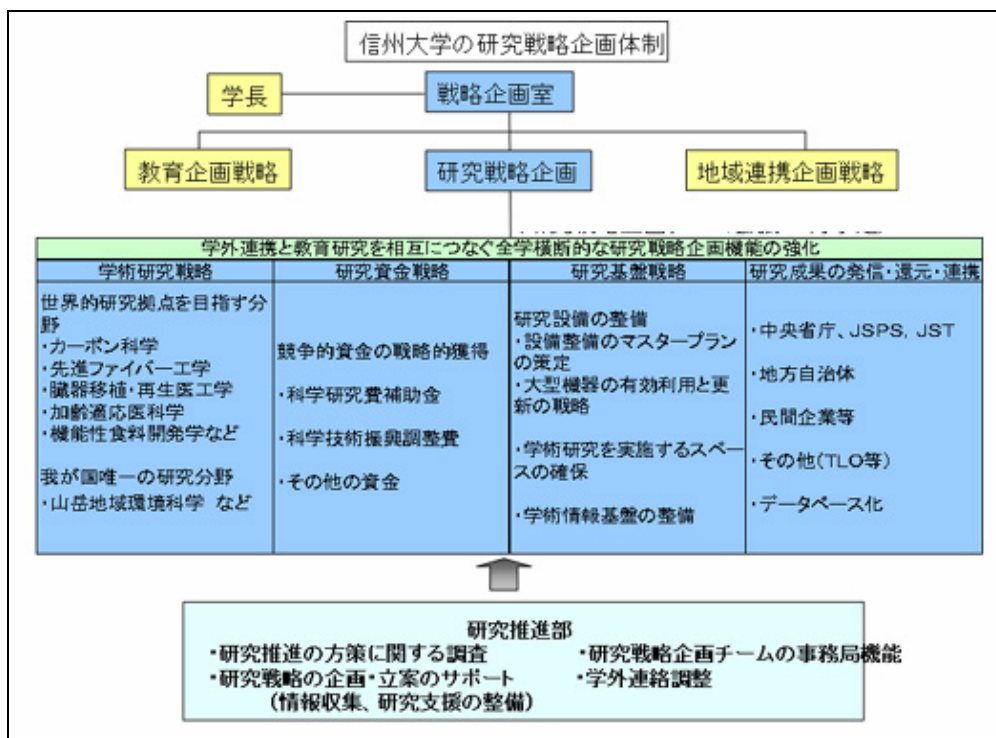 信州大学の研究戦略企画体制
学長
戦略企画室
教育企画戦略
研究戦略企画
地域連携企画戦略
学外連携と教育研究を相互につなぐ全学横断的な研究戦略企画機能の強化
学術研究戦略
世界的研究拠点を目指す分
野
・カーボン科学
・先進ファイバー工学
・臓器移植・再生医工学
・加齢適応医科学
・機能性食料開発学など
我が国唯一の研究分野
・山岳地域環境科学 など
研究資金戦略
競争的資金の戦略的獲得
・科学研究費補助金
・科学技術振興調整費
・その他の資金
研究基盤戦略
研究設備の整備
・設備整備のマスタープラン
の策定
・大型機器の有効利用と更
新の戦略
・学術研究を実施するスペー
スの確保
・学術情報基盤の整備
研究成果の発信・還元・連携
・中央省庁、JSPS, JST
・地方自治体
・民間企業等
・その他(TLO等)
・データベース化
研究推進部
・研究推進の方策に関する調査
・研究戦略の企画・立案のサポート
(情報収集、研究支援の整備)
・研究戦略企画チームの事務局機能
・学外連絡調整